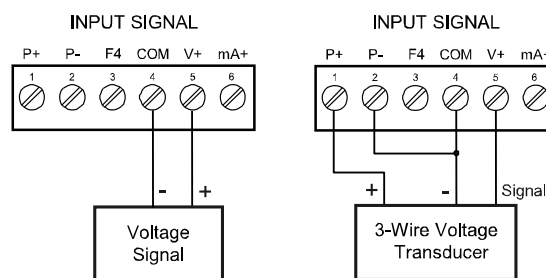 INPUT SIGNAL
P+ P- F4 COM V+ mA+
1 2 3 4 5 6
- +
Voltage
Signal
INPUT SIGNAL
P+ P- F4 COM V+ mA+
1 2 3 4 5 6
+ - Signal
3-Wire Voltage
Transducer